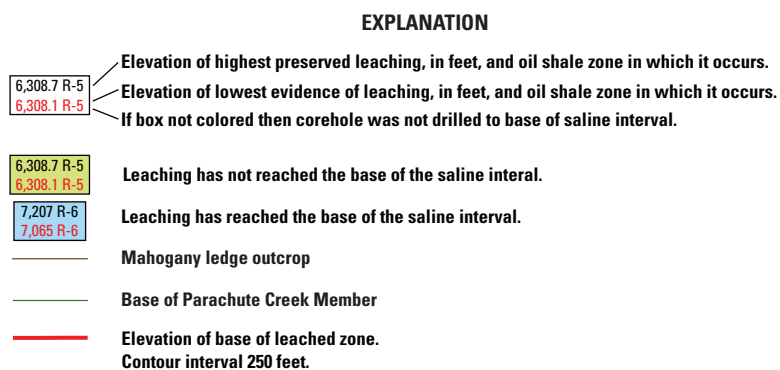 EXPLANATION
Elevation of highest preserved leaching, in feet, and oil shale zone in which it occurs.
6,308.7 R-5
Elevation of lowest evidence of leaching, in feet, and oil shale zone in which it occurs.
6,308.1 R-5
If box not colored then corehole was not drilled to base of saline interval.
6,308.7 R-5
6,308.1 R-5
Leaching has not reached the base of the saline interal.
7,207 R-6
7,065 R-6
Leaching has reached the base of the saline interval.
Mahogany ledge outcrop
Base of Parachute Creek Member
Elevation of base of leached zone.
Contour interval 250 feet.